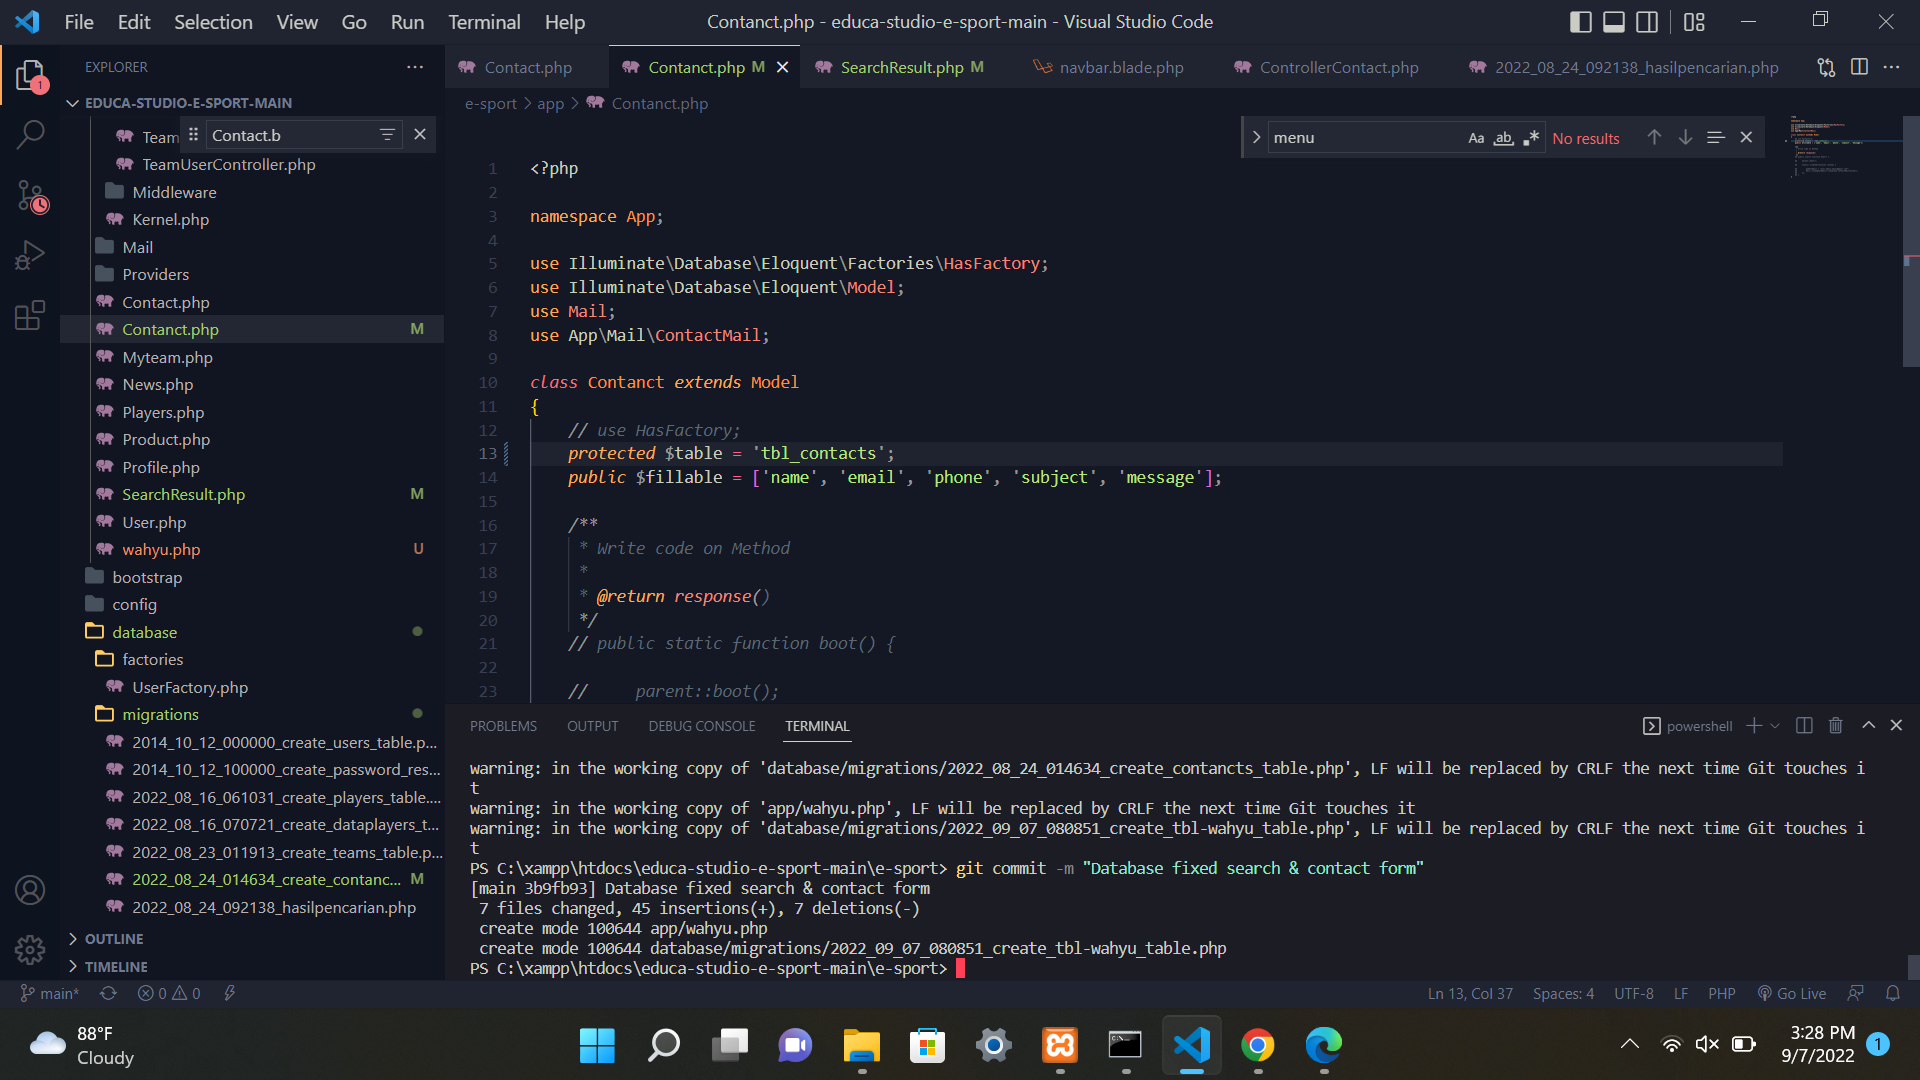 File Edit Selection View Go Run Terminal Help
Contanct.php - educa-studio-e-sport-main - Visual Studio Code
EXPLORER
EDUCA-STUDIO-E-SPORT-MAIN
Team
Contact.b
TeamUserController.php
Middleware
Kernel.php
Mail
Providers
Contact.php
Contanct.php M
Myteam.php
News.php
Players.php
Product.php
Profile.php
SearchResult.php M
User.php
wahyu.php U
bootstrap
config
database
factories
UserFactory.php
migrations
2014_10_12_000000_create_users_table.p...
2014_10_12_100000_create_password_res...
2022_08_16_061031_create_players_table....
2022_08_16_070721_create_dataplayers_t...
2022_08_23_011913_create_teams_table.p...
2022_08_24_014634_create_contanc... M
2022_08_24_092138_hasilpencarian.php
OUTLINE
TIMELINE
1
Contact.php
Contanct.php M
SearchResult.php M
navbar.blade.php
ControllerContact.php
2022_08_24_092138_hasilpencarian.php
e-sport > app > Contanct.php
menu Aa ab No results
1 <?php
2
3 namespace App;
4
5 use Illuminate\Database\Eloquent\Factories\HasFactory;
6 use Illuminate\Database\Eloquent\Model;
7 use Mail;
8 use App\Mail\ContactMail;
9
10 class Contanct extends Model
11 {
12 // use HasFactory;
13 protected $table = 'tbl_contacts';
14 public $fillable = ['name', 'email', 'phone', 'subject', 'message'];
15
16 /**
17 * Write code on Method
18 *
19 * @return response()
20 */
21 // public static function boot() {
22
23 // parent::boot();
PROBLEMS OUTPUT DEBUG CONSOLE TERMINAL
powershell
warning: in the working copy of 'database/migrations/2022_08_24_014634_create_contancts_table.php', LF will be replaced by CRLF the next time Git touches i
t
warning: in the working copy of 'app/wahyu.php', LF will be replaced by CRLF the next time Git touches it
warning: in the working copy of 'database/migrations/2022_09_07_080851_create_tbl-wahyu_table.php', LF will be replaced by CRLF the next time Git touches i
t
PS C:\xampp\htdocs\educa-studio-e-sport-main\e-sport> git commit -m "Database fixed search & contact form"
[main 3b9fb93] Database fixed search & contact form
7 files changed, 45 insertions(+), 7 deletions(-)
create mode 100644 app/wahyu.php
create mode 100644 database/migrations/2022_09_07_080851_create_tbl-wahyu_table.php
PS C:\xampp\htdocs\educa-studio-e-sport-main\e-sport>
main* 0 0
Ln 13, Col 37 Spaces: 4 UTF-8 LF PHP Go Live
88°F
Cloudy
3:28 PM
9/7/2022
1